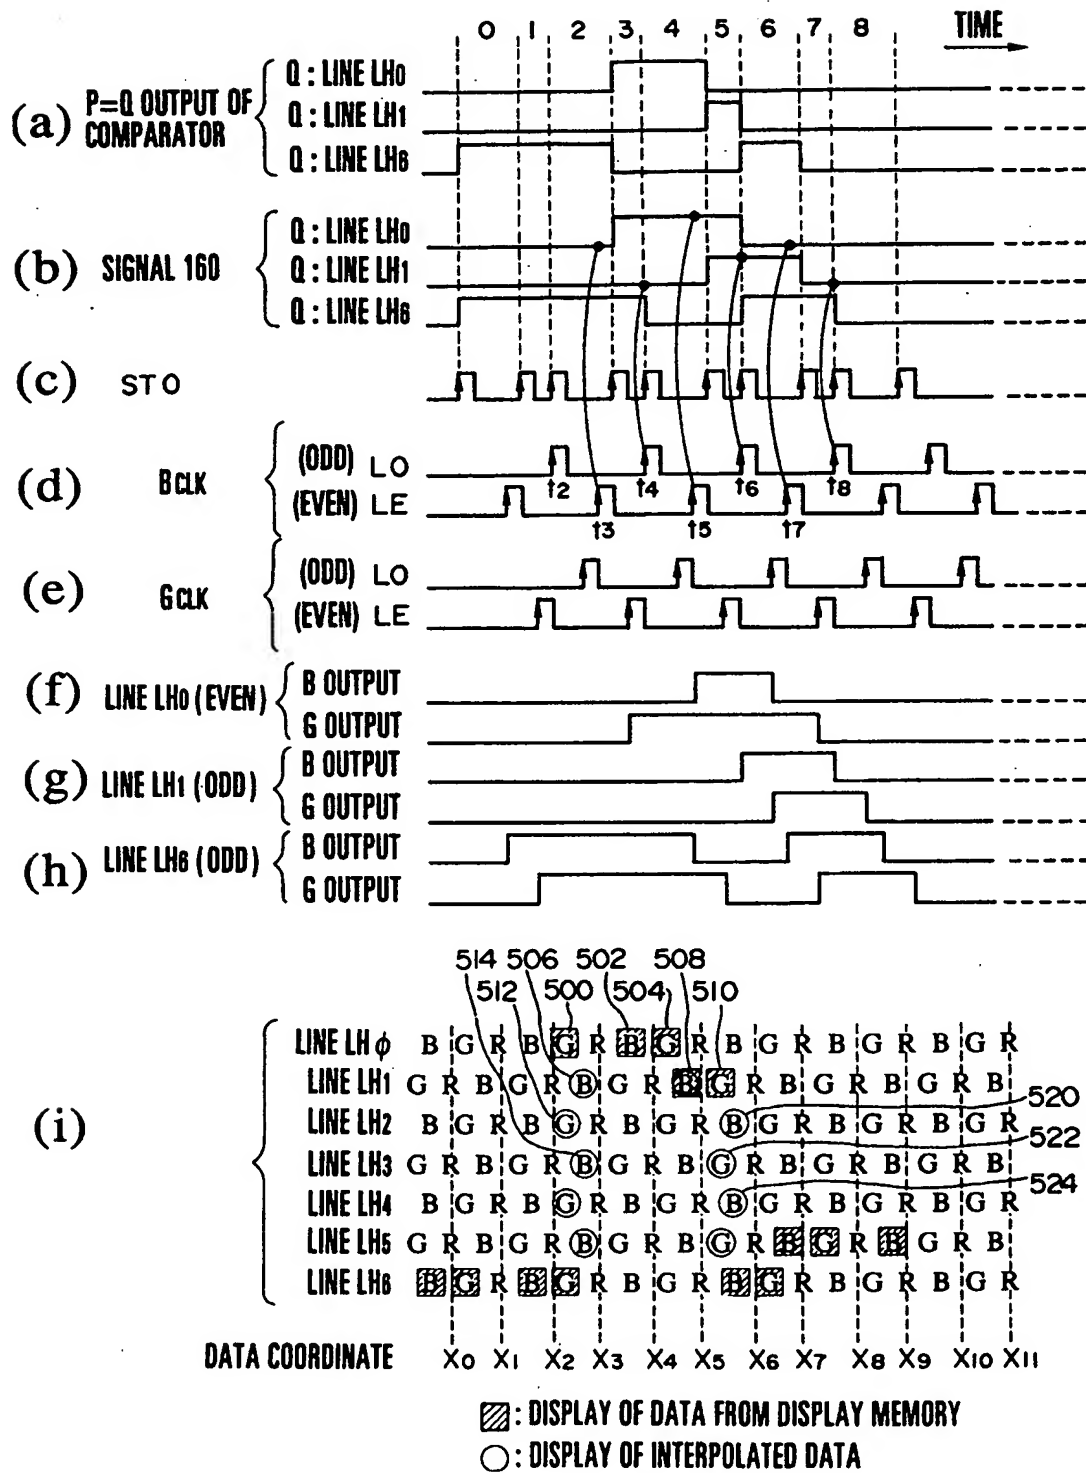 0 1 2 3 4 5 6 7 8 TIME
(a) P=Q OUTPUT OF COMPARATOR
Q : LINE LH0
Q : LINE LH1
Q : LINE LH6
(b) SIGNAL 160
Q : LINE LH0
Q : LINE LH1
Q : LINE LH6
(c) STO
(d) BCLK
(ODD) LO
t2 t4 t6 t8
(EVEN) LE
t3 t5 t7
(e) GCLK
(ODD) LO
(EVEN) LE
(f) LINE LH0 (EVEN)
B OUTPUT
G OUTPUT
(g) LINE LH1 (ODD)
B OUTPUT
G OUTPUT
(h) LINE LH6 (ODD)
B OUTPUT
G OUTPUT
514 506 502 508
512 500 504 510
(i)
LINE LHφ B G R B G R B G R B G R B G R B G R
LINE LH1 G R B G R B G R B G R B G R B G R B
520
LINE LH2 B G R B G R B G R B G R B G R B G R
522
LINE LH3 G R B G R B G R B G R B G R B G R B
524
LINE LH4 B G R B G R B G R B G R B G R B G R
LINE LH5 G R B G R B G R B G R B G R B G R B
LINE LH6 B G R B G R B G R B G R B G R B G R
DATA COORDINATE X0 X1 X2 X3 X4 X5 X6 X7 X8 X9 X10 X11
: DISPLAY OF DATA FROM DISPLAY MEMORY
: DISPLAY OF INTERPOLATED DATA